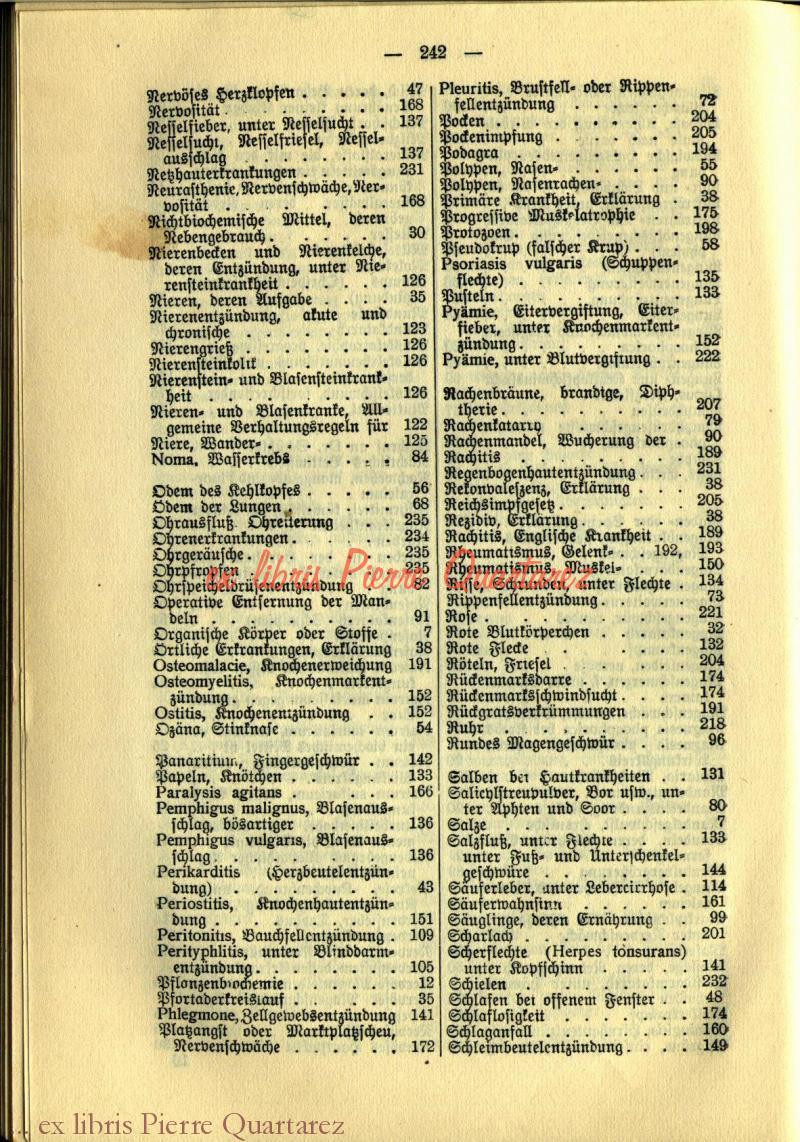 — 242 —
Nervöses Herzklopfen . . . . . 47
Nervosität . . . . . . . . 168
Nesselfieber, unter Nesselsucht . . 137
Nesselsucht, Nesselfriesel, Nessel-
ausschlag . . . . . . . . 137
Netzhauterkrankungen . . . . . 231
Neurasthenie, Nervenschwäche, Ner-
vosität . . . . . . . . . 168
Nichtbiochemische Mittel, deren
Nebengebrauch . . . . . . 30
Nierenbecken und Nierenkelche,
deren Entzündung, unter Nie-
rensteinkrankheit . . . . . . 126
Nieren, deren Aufgabe . . . . 35
Nierenentzündung, akute und
chronische . . . . . . . . 123
Nierengrieß . . . . . . . . 126
Nierensteinkolik . . . . . . . 126
Nierenstein- und Blasensteinkrank-
heit . . . . . . . . . . 126
Nieren- und Blasenkranke, All-
gemeine Verhaltungsregeln für 122
Niere, Wander- . . . . . . . 125
Noma, Wasserkrebs . . . . . 84
Ödem des Kehlkopfes . . . . . 56
Ödem der Lungen . . . . . . 68
Ohrausfluß, Ohreiterung . . . 235
Ohrenerkrankungen . . . . . . 234
Ohrgeräusche . . . . . . . . 235
Ohrpfropfen . . . . . . . . 235
Ohrspeicheldrüsenentzündung . . . 82
Operative Entfernung der Man-
deln . . . . . . . . . . 91
Organische Körper oder Stoffe . 7
Örtliche Erkrankungen, Erklärung 38
Osteomalacie, Knochenerweichung 191
Osteomyelitis, Knochenmarkent-
zündung . . . . . . . . . 152
Ostitis, Knochenentzündung . . 152
Ozäna, Stinknase . . . . . . 54
Panaritium, Fingergeschwür . . 142
Papeln, Knötchen . . . . . . 133
Paralysis agitans . . . . . . 166
Pemphigus malignus, Blasenaus-
schlag, bösartiger . . . . . 136
Pemphigus vulgaris, Blasenaus-
schlag . . . . . . . . . 136
Perikarditis (Herzbeutelentzün-
dung) . . . . . . . . . 43
Periostitis, Knochenhautentzün-
dung . . . . . . . . . . 151
Peritonitis, Bauchfellentzündung . 109
Perityphlitis, unter Blinddarm-
entzündung . . . . . . . . 105
Pflanzenbiochemie . . . . . . 12
Pfortaderkreislauf . . . . . . 35
Phlegmone, Zellgewebsentzündung 141
Platzangst oder Marktplatzscheu,
Nervenschwäche . . . . . . 172
Pleuritis, Brustfell- oder Rippen-
fellentzündung . . . . . . 72
Pocken . . . . . . . . . . 204
Pockenimpfung . . . . . . . 205
Podagra . . . . . . . . . 194
Polypen, Nasen- . . . . . . 55
Polypen, Nasenrachen- . . . . 90
Primäre Krankheit, Erklärung . 38
Progressive Muskelatrophie . . 175
Protozoen . . . . . . . . . 198
Pseudokrup (falscher Krup) . . . 58
Psoriasis vulgaris (Schuppen-
flechte) . . . . . . . . . 135
Pusteln . . . . . . . . . . 133
Pyämie, Eitervergiftung, Eiter-
fieber, unter Knochenmarkent-
zündung . . . . . . . . . 152
Pyämie, unter Blutvergiftung . . 222
Rachenbräune, brandige, Diph-
therie . . . . . . . . . . 207
Rachenkatarrh . . . . . . 79
Rachenmandel, Wucherung der . 90
Rachitis . . . . . . . . . 189
Regenbogenhautentzündung . . . 231
Rekonvaleszenz, Erklärung . . . 38
Reichsimpfgesetz . . . . . . . 205
Rezidiv, Erklärung . . . . . 38
Rachitis, Englische Krankheit . . 189
Rheumatismus, Gelenk- . . 192, 193
Rheumatismus, Muskel- . . . . 150
Risse, Schrunden, unter Flechte . 134
Rippenfellentzündung . . . . . 73
Rose . . . . . . . . . . . 221
Rote Blutkörperchen . . . . . 32
Rote Flecke . . . . . . 132
Röteln, Friesel . . . . . . 204
Rückenmarksdarre . . . . . . 174
Rückenmarksschwindsucht . . . . 174
Rückgratsverkrümmungen . . . 191
Ruhr . . . . . . . . . . 218
Rundes Magengeschwür . . . . 96
Salben bei Hautkrankheiten . . 131
Salicylstreupulver, Bor usw., un-
ter Aphten und Soor . . . . 80
Salze . . . . . . . . . . 7
Salzfluß, unter Flechte . . . . 133
unter Fuß- und Unterschenkel-
geschwüre . . . . . . . . 144
Säuferleber, unter Lebercirrhose . 114
Säuferwahnsinn . . . . . . 161
Säuglinge, deren Ernährung . . 99
Scharlach . . . . . . . . . 201
Scherflechte (Herpes tonsurans)
unter Kopfschinn . . . . . . 141
Schielen . . . . . . . . . 232
Schlafen bei offenem Fenster . . 48
Schlaflosigkeit . . . . . . . 174
Schlaganfall . . . . . . . . 160
Schleimbeutelentzündung . . . . 149
ex libris Pierre Quartarez
... ex libris Pierre Quartarez